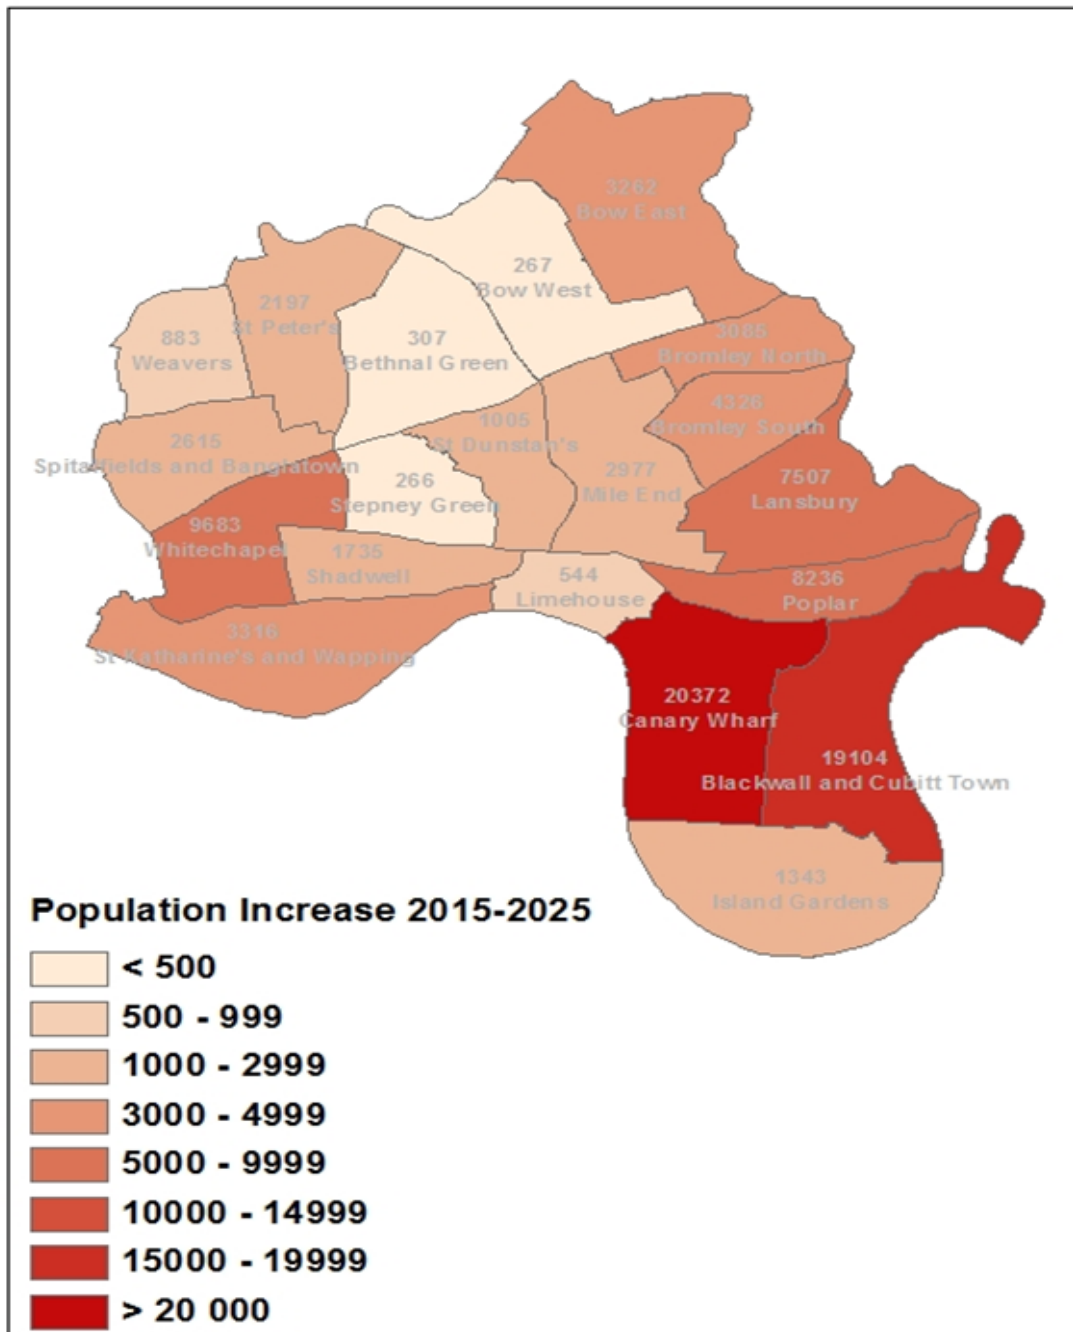 3262
Bow East
267
Bow West
2197
St Peter's
883
Weavers
307
Bethnal Green
3085
Bromley North
4326
Bromley South
1005
St Dunstan's
2615
Spitalfields and Banglatown
2977
Mile End
266
Stepney Green
7507
Lansbury
9683
Whitechapel
1735
Shadwell
544
Limehouse
8236
Poplar
3316
St Katharine's and Wapping
20372
Canary Wharf
19104
Blackwall and Cubitt Town
1343
Island Gardens
Population Increase 2015-2025
< 500
500 - 999
1000 - 2999
3000 - 4999
5000 - 9999
10000 - 14999
15000 - 19999
> 20 000